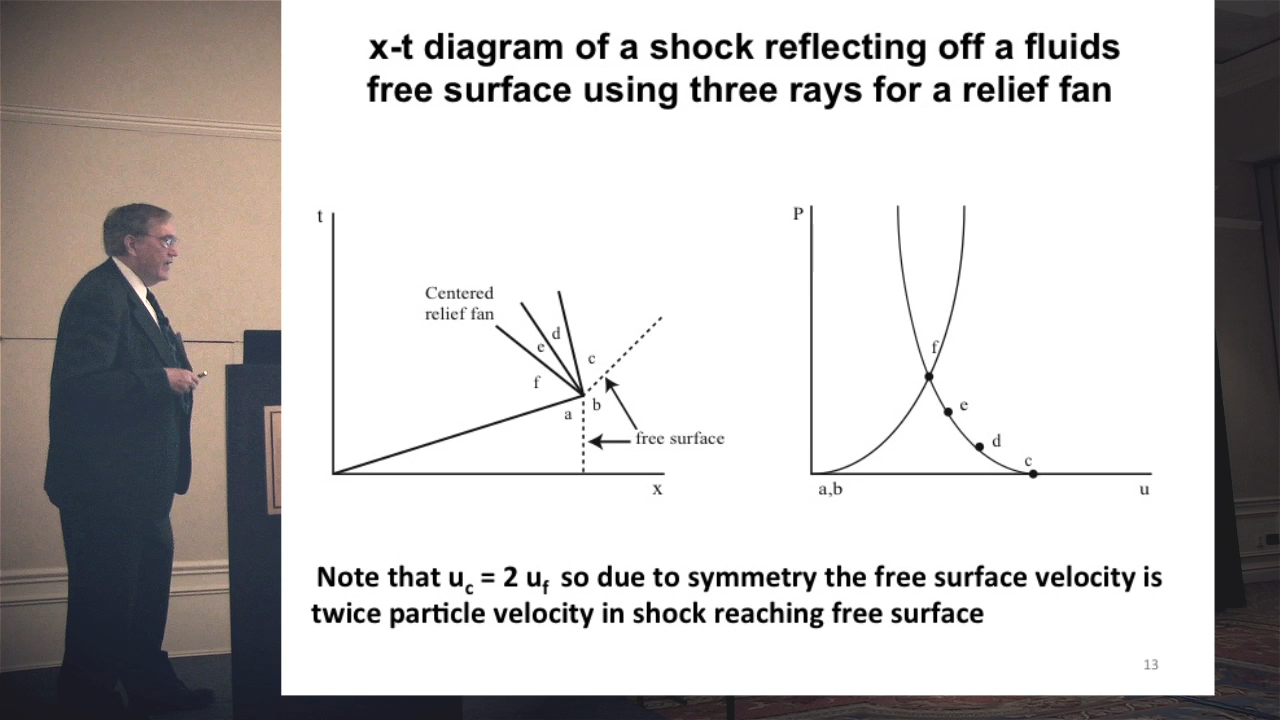 x-t diagram of a shock reflecting off a fluids
free surface using three rays for a relief fan
t
Centered
relief fan
d
e
c
f
b
a
free surface
x
P
f
e
d
c
a,b
u
Note that uc = 2 uf so due to symmetry the free surface velocity is
twice particle velocity in shock reaching free surface
13